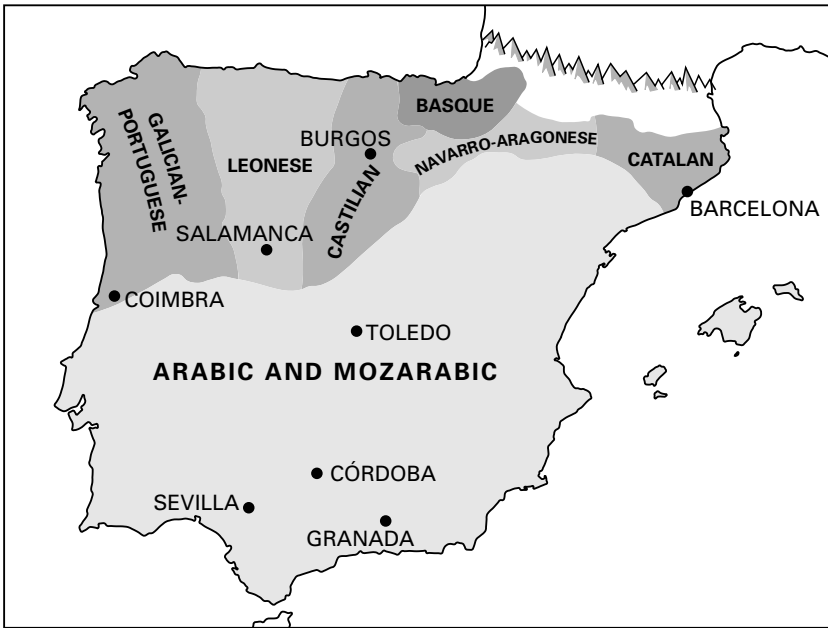 GALICIAN-
PORTUGUESE
LEONESE
BURGOS
CASTILIAN
BASQUE
NAVARRO-ARAGONESE
CATALAN
BARCELONA
SALAMANCA
COIMBRA
TOLEDO
ARABIC AND MOZARABIC
CÓRDOBA
SEVILLA
GRANADA